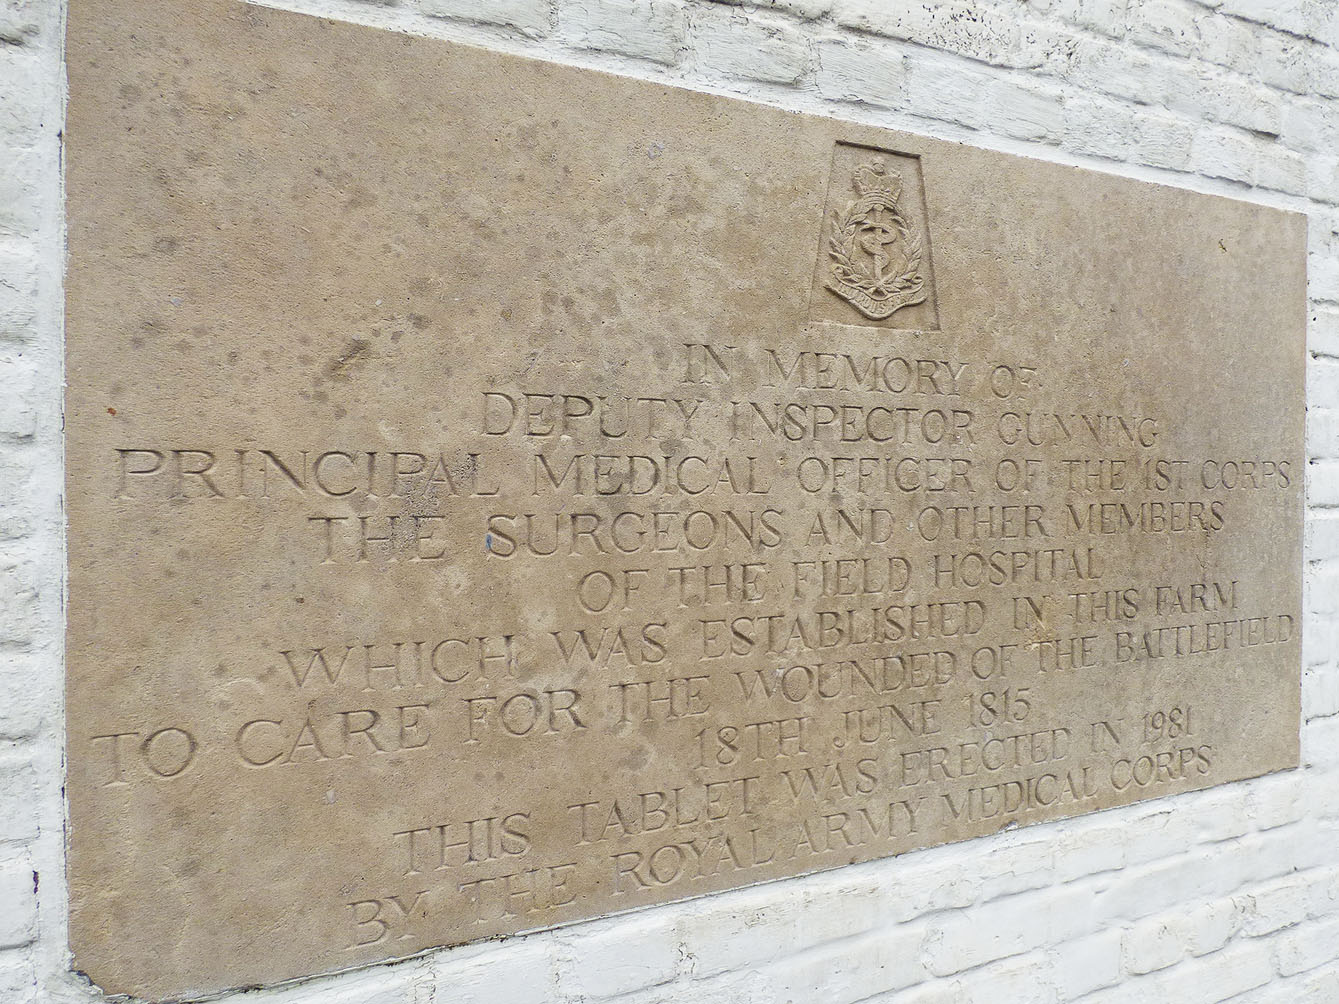 IN MEMORY OF
DEPUTY INSPECTOR GUNNING
PRINCIPAL MEDICAL OFFICER OF THE 1ST CORPS
THE SURGEONS AND OTHER MEMBERS
OF THE FIELD HOSPITAL
WHICH WAS ESTABLISHED IN THIS FARM
TO CARE FOR THE WOUNDED OF THE BATTLEFIELD
18TH JUNE 1815
THIS TABLET WAS ERECTED IN 1981
BY THE ROYAL ARMY MEDICAL CORPS